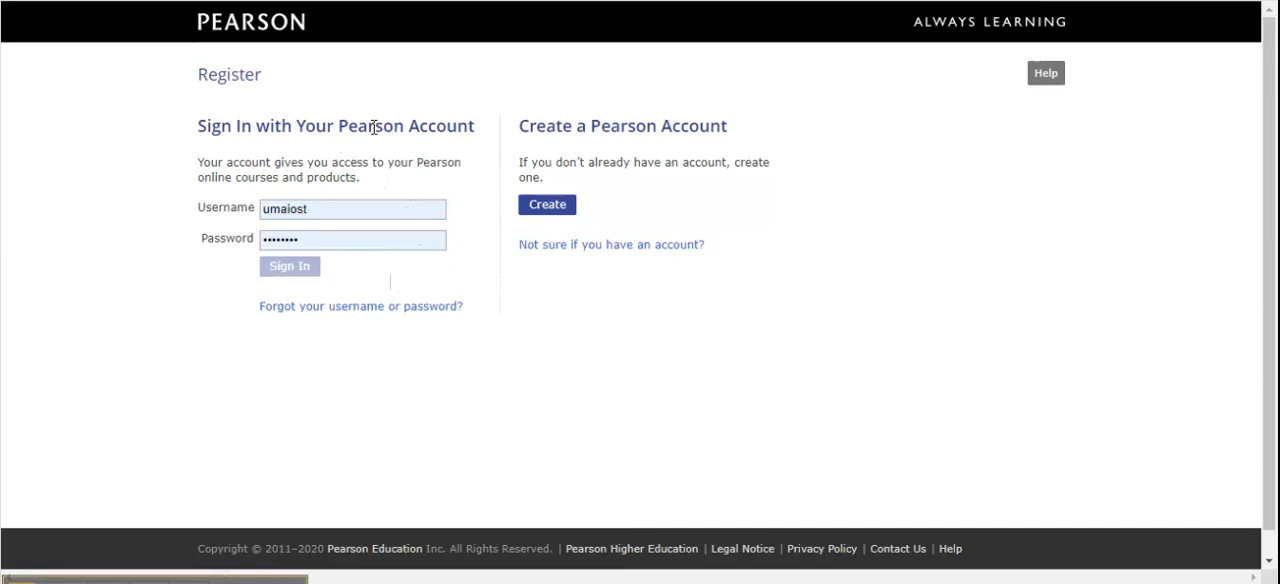 PEARSON
ALWAYS LEARNING
Register
Help
Sign In with Your Pearson Account
Your account gives you access to your Pearson
online courses and products.
Username umaiost
Password ••••••••
Sign In
Forgot your username or password?
Create a Pearson Account
If you don't already have an account, create
one.
Create
Not sure if you have an account?
Copyright © 2011–2020 Pearson Education Inc. All Rights Reserved. | Pearson Higher Education | Legal Notice | Privacy Policy | Contact Us | Help